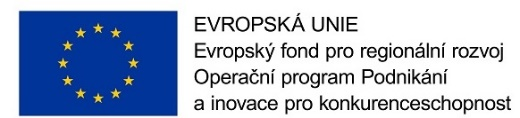 EVROPSKÁ UNIE
Evropský fond pro regionální rozvoj
Operační program Podnikání
a inovace pro konkurenceschopnost